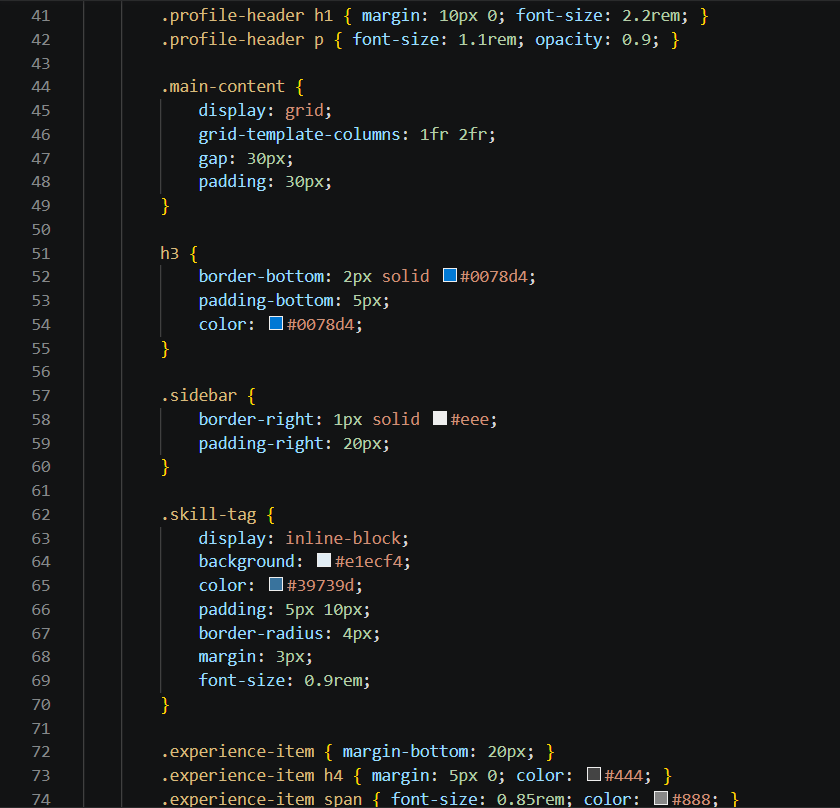 41 .profile-header h1 { margin: 10px 0; font-size: 2.2rem; }
42 .profile-header p { font-size: 1.1rem; opacity: 0.9; }
43
44 .main-content {
45 display: grid;
46 grid-template-columns: 1fr 2fr;
47 gap: 30px;
48 padding: 30px;
49 }
50
51 h3 {
52 border-bottom: 2px solid #0078d4;
53 padding-bottom: 5px;
54 color: #0078d4;
55 }
56
57 .sidebar {
58 border-right: 1px solid #eee;
59 padding-right: 20px;
60 }
61
62 .skill-tag {
63 display: inline-block;
64 background: #e1ecf4;
65 color: #39739d;
66 padding: 5px 10px;
67 border-radius: 4px;
68 margin: 3px;
69 font-size: 0.9rem;
70 }
71
72 .experience-item { margin-bottom: 20px; }
73 .experience-item h4 { margin: 5px 0; color: #444; }
74 .experience-item span { font-size: 0.85rem; color: #888; }